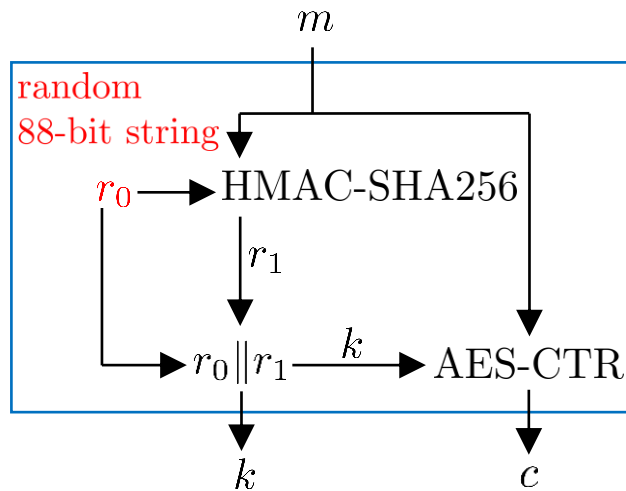 m
random
88-bit string
r₀
HMAC-SHA256
r₁
r₀∥r₁
k
AES-CTR
k
c